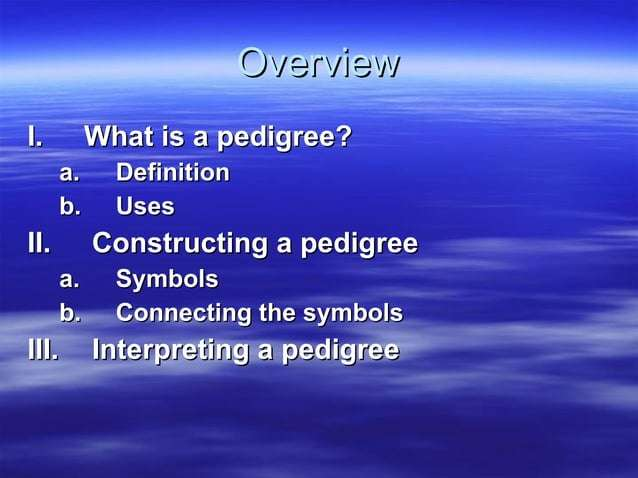 Overview
I. What is a pedigree?
a. Definition
b. Uses
II. Constructing a pedigree
a. Symbols
b. Connecting the symbols
III. Interpreting a pedigree